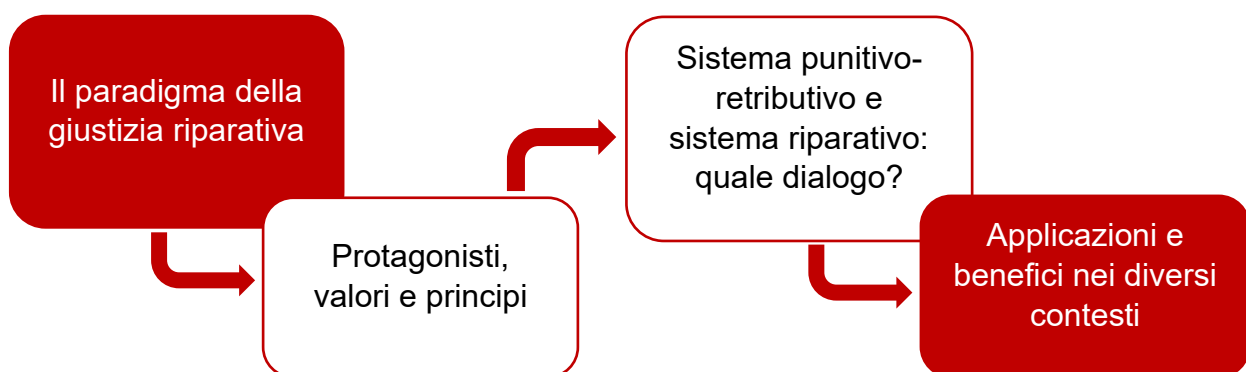 Il paradigma della
giustizia riparativa
Protagonisti,
valori e principi
Sistema punitivo-
retributivo e
sistema riparativo:
quale dialogo?
Applicazioni e
benefici nei diversi
contesti